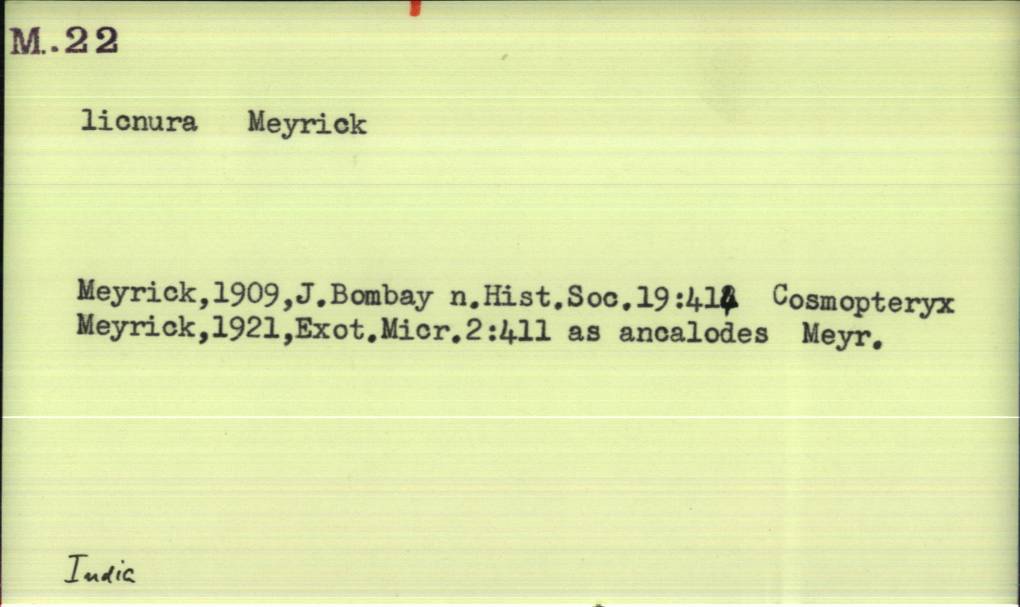 M.22
licnura Meyrick
Meyrick,1909,J.Bombay n.Hist.Soc.19:414 Cosmopteryx
Meyrick,1921,Exot.Micr.2:411 as ancalodes Meyr.
India